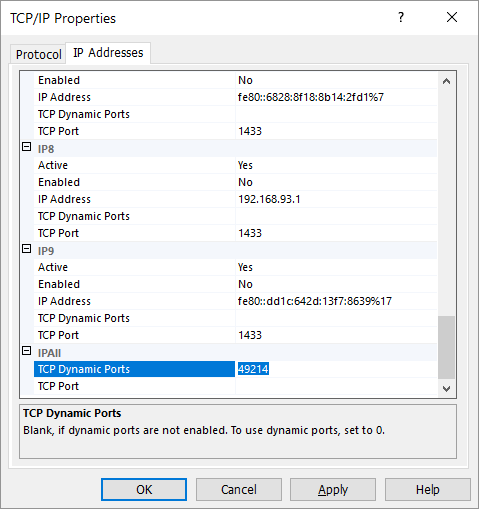 TCP/IP Properties
Protocol IP Addresses
Enabled No
IP Address fe80::6828:8f18:8b14:2fd1%7
TCP Dynamic Ports
TCP Port 1433
IP8
Active Yes
Enabled No
IP Address 192.168.93.1
TCP Dynamic Ports
TCP Port 1433
IP9
Active Yes
Enabled No
IP Address fe80::dd1c:642d:13f7:8639%17
TCP Dynamic Ports
TCP Port 1433
IPAll
TCP Dynamic Ports 49214
TCP Port
TCP Dynamic Ports
Blank, if dynamic ports are not enabled. To use dynamic ports, set to 0.
OK Cancel Apply Help